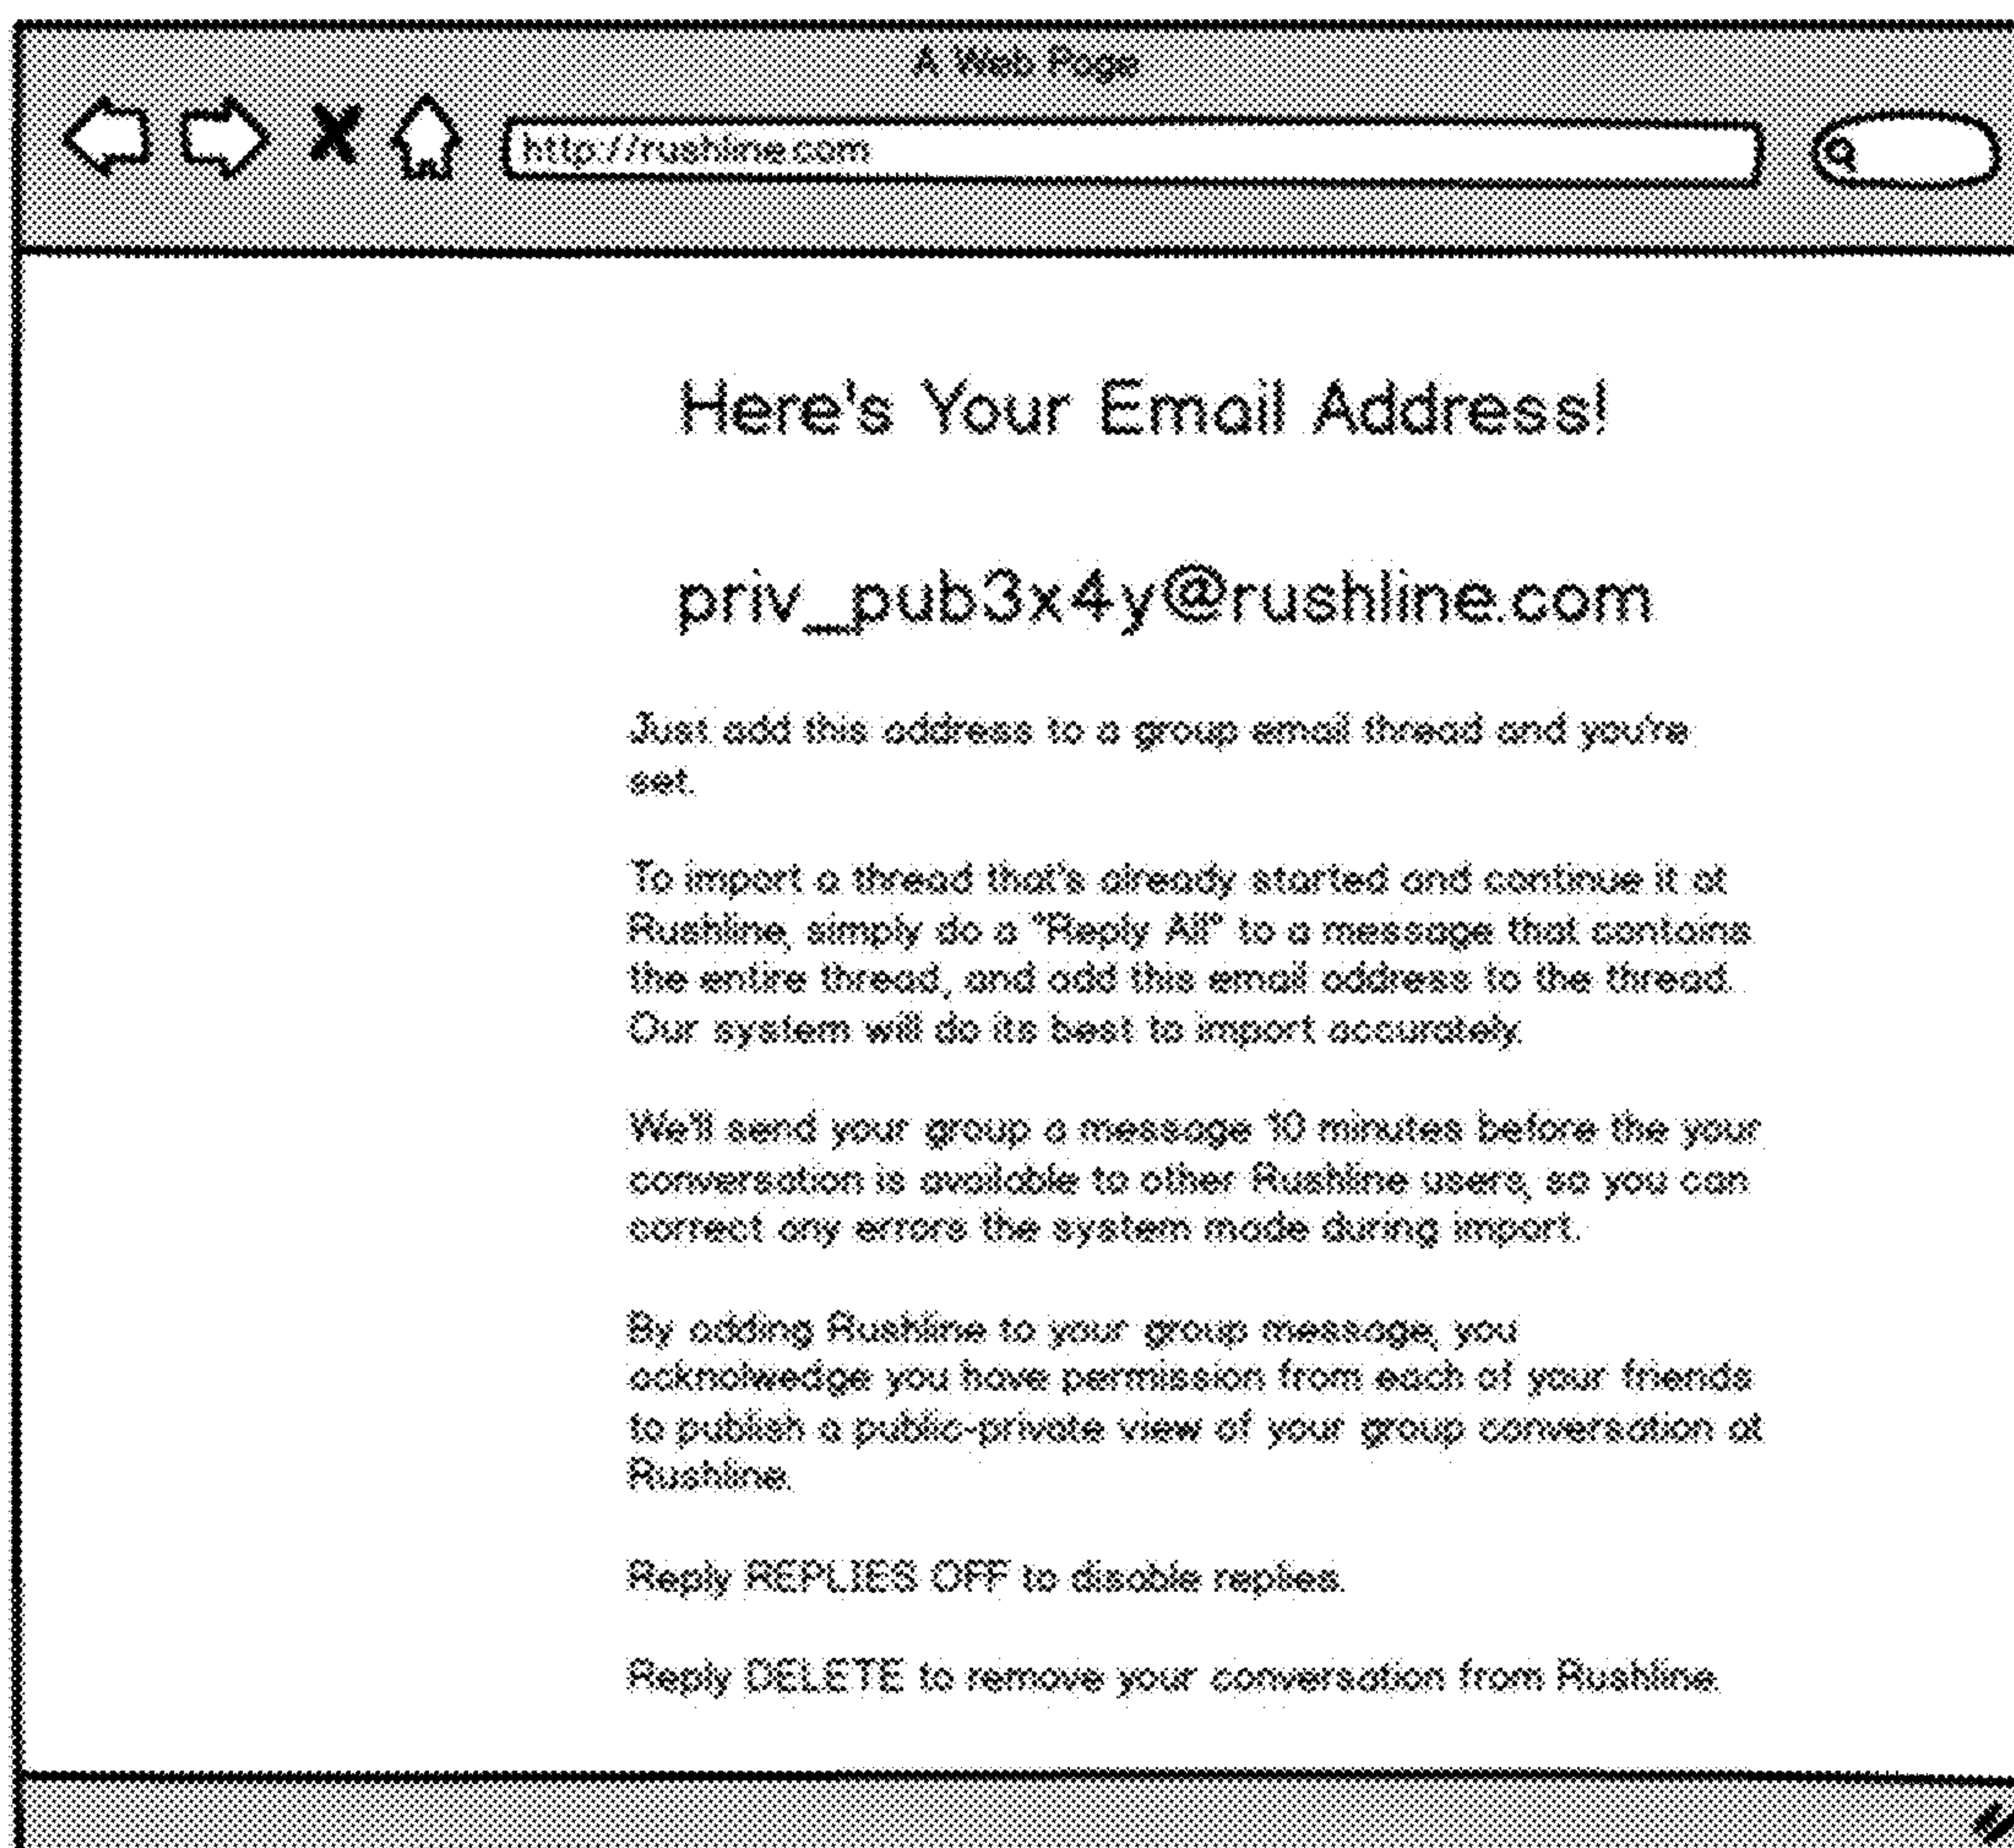 A Web Page
http://rushline.com
Here's Your Email Address!
priv_pub3x4y@rushline.com
Just add this address to a group email thread and you're
set.
To import a thread that's already started and continue it at
Rushline, simply do a "Reply All" to a message that contains
the entire thread, and add this email address to the thread.
Our system will do its best to import accurately.
We'll send your group a message 10 minutes before the your
conversation is available to other Rushline users, so you can
correct any errors the system made during import.
By adding Rushline to your group message, you
acknolwedge you have permission from each of your friends
to publish a public-private view of your group conversation at
Rushline.
Reply REPLIES OFF to disable replies.
Reply DELETE to remove your conversation from Rushline.